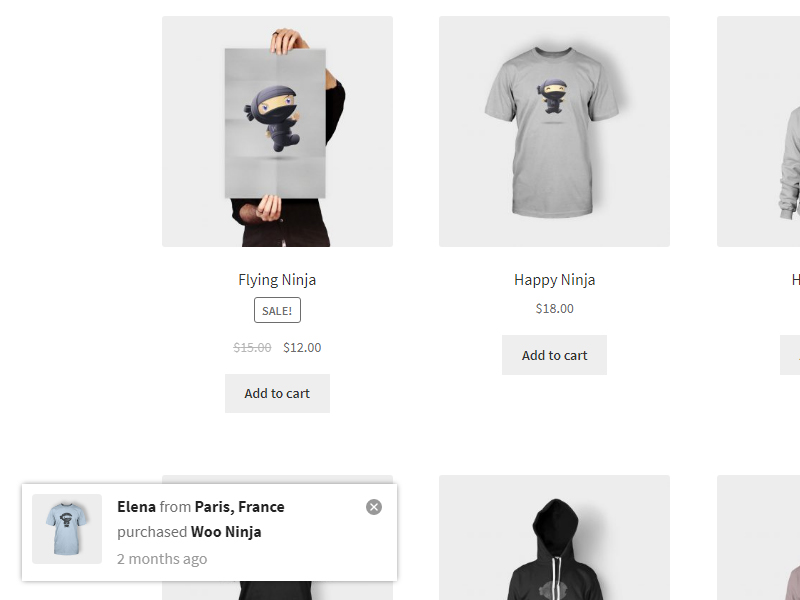 Flying Ninja
SALE!
$15.00 $12.00
Add to cart
Happy Ninja
$18.00
Add to cart
H
Elena from Paris, France
purchased Woo Ninja
2 months ago